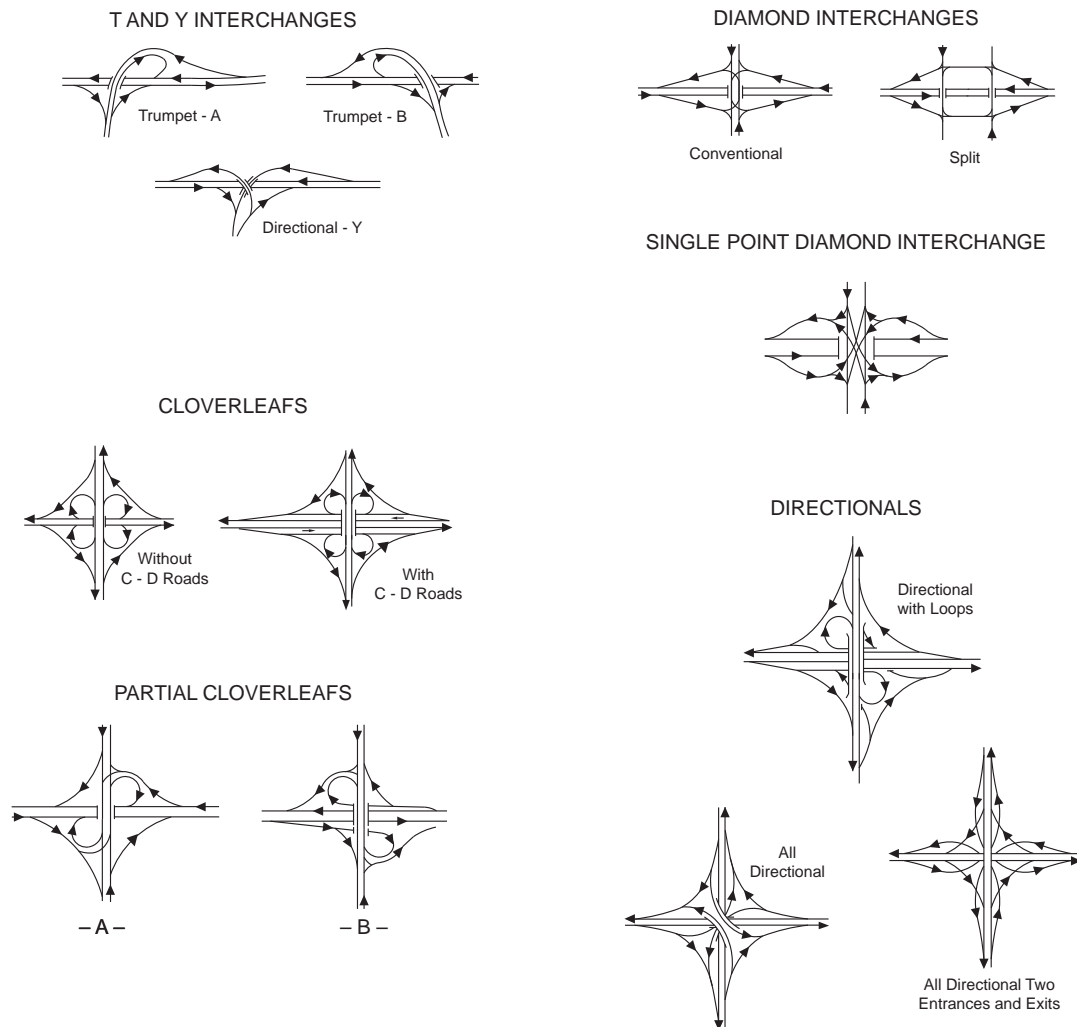 T AND Y INTERCHANGES
Trumpet - A
Trumpet - B
Directional - Y
DIAMOND INTERCHANGES
Conventional
Split
SINGLE POINT DIAMOND INTERCHANGE
CLOVERLEAFS
Without
C - D Roads
With
C - D Roads
PARTIAL CLOVERLEAFS
– A –
– B –
DIRECTIONALS
Directional
with Loops
All
Directional
All Directional Two
Entrances and Exits